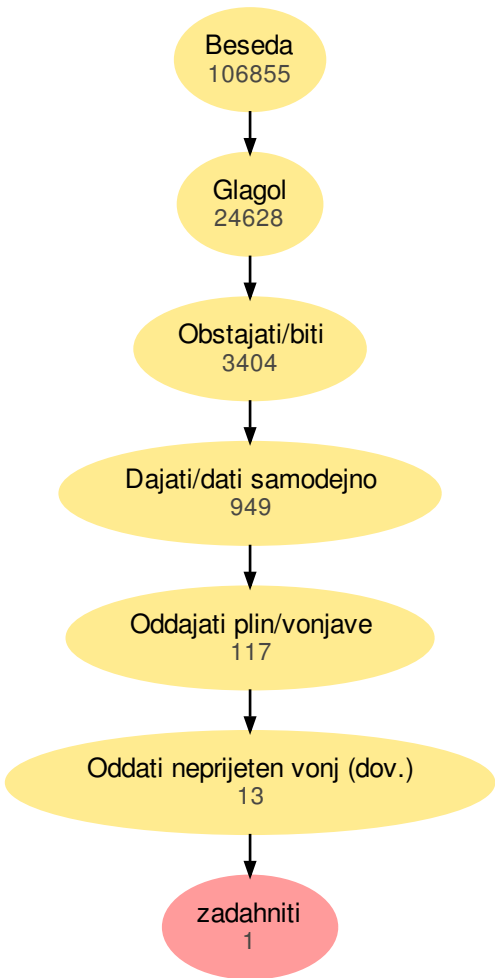 Beseda
106855
Glagol
24628
Obstajati/biti
3404
Dajati/dati samodejno
949
Oddajati plin/vonjave
117
Oddati neprijeten vonj (dov.)
13
zadahniti
1